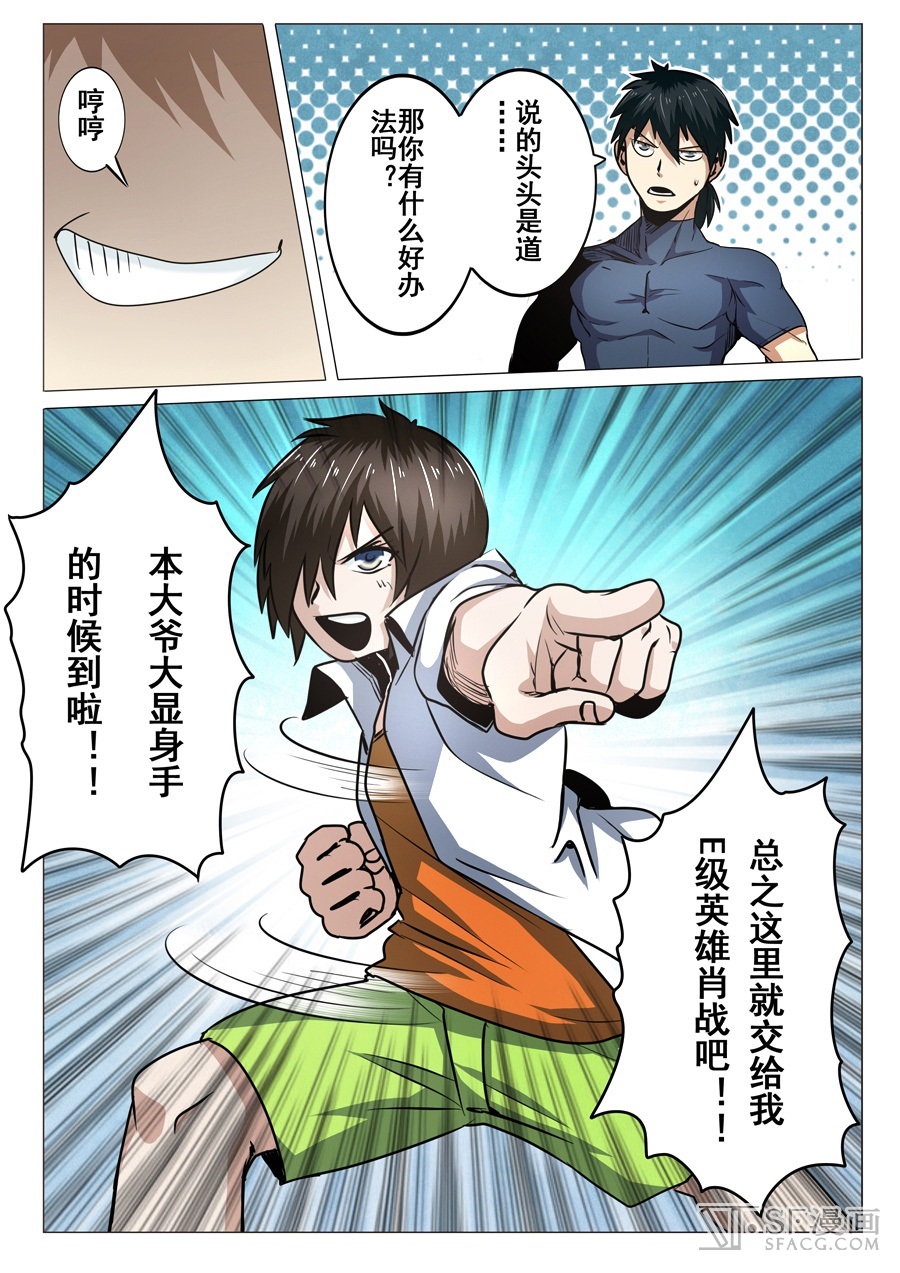 说的头头是道
……
那你有什么好办
法吗？
哼哼
本大爷大显身手
的时候到啦！！
总之这里就交给我
E级英雄肖战吧！！
SF漫画
SFACG.COM